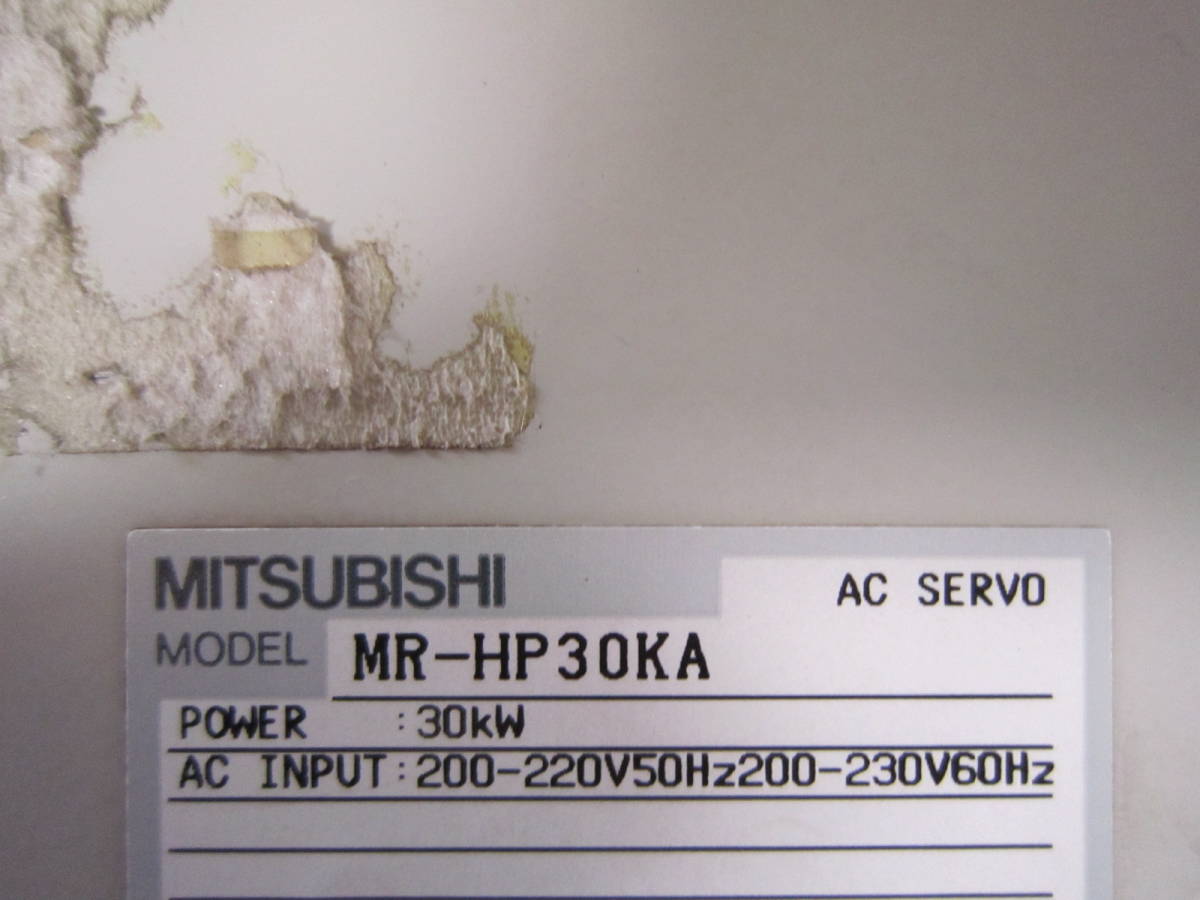 MITSUBISHI
AC SERVO
MODEL MR-HP30KA
POWER :30kW
AC INPUT:200-220V50Hz200-230V60Hz